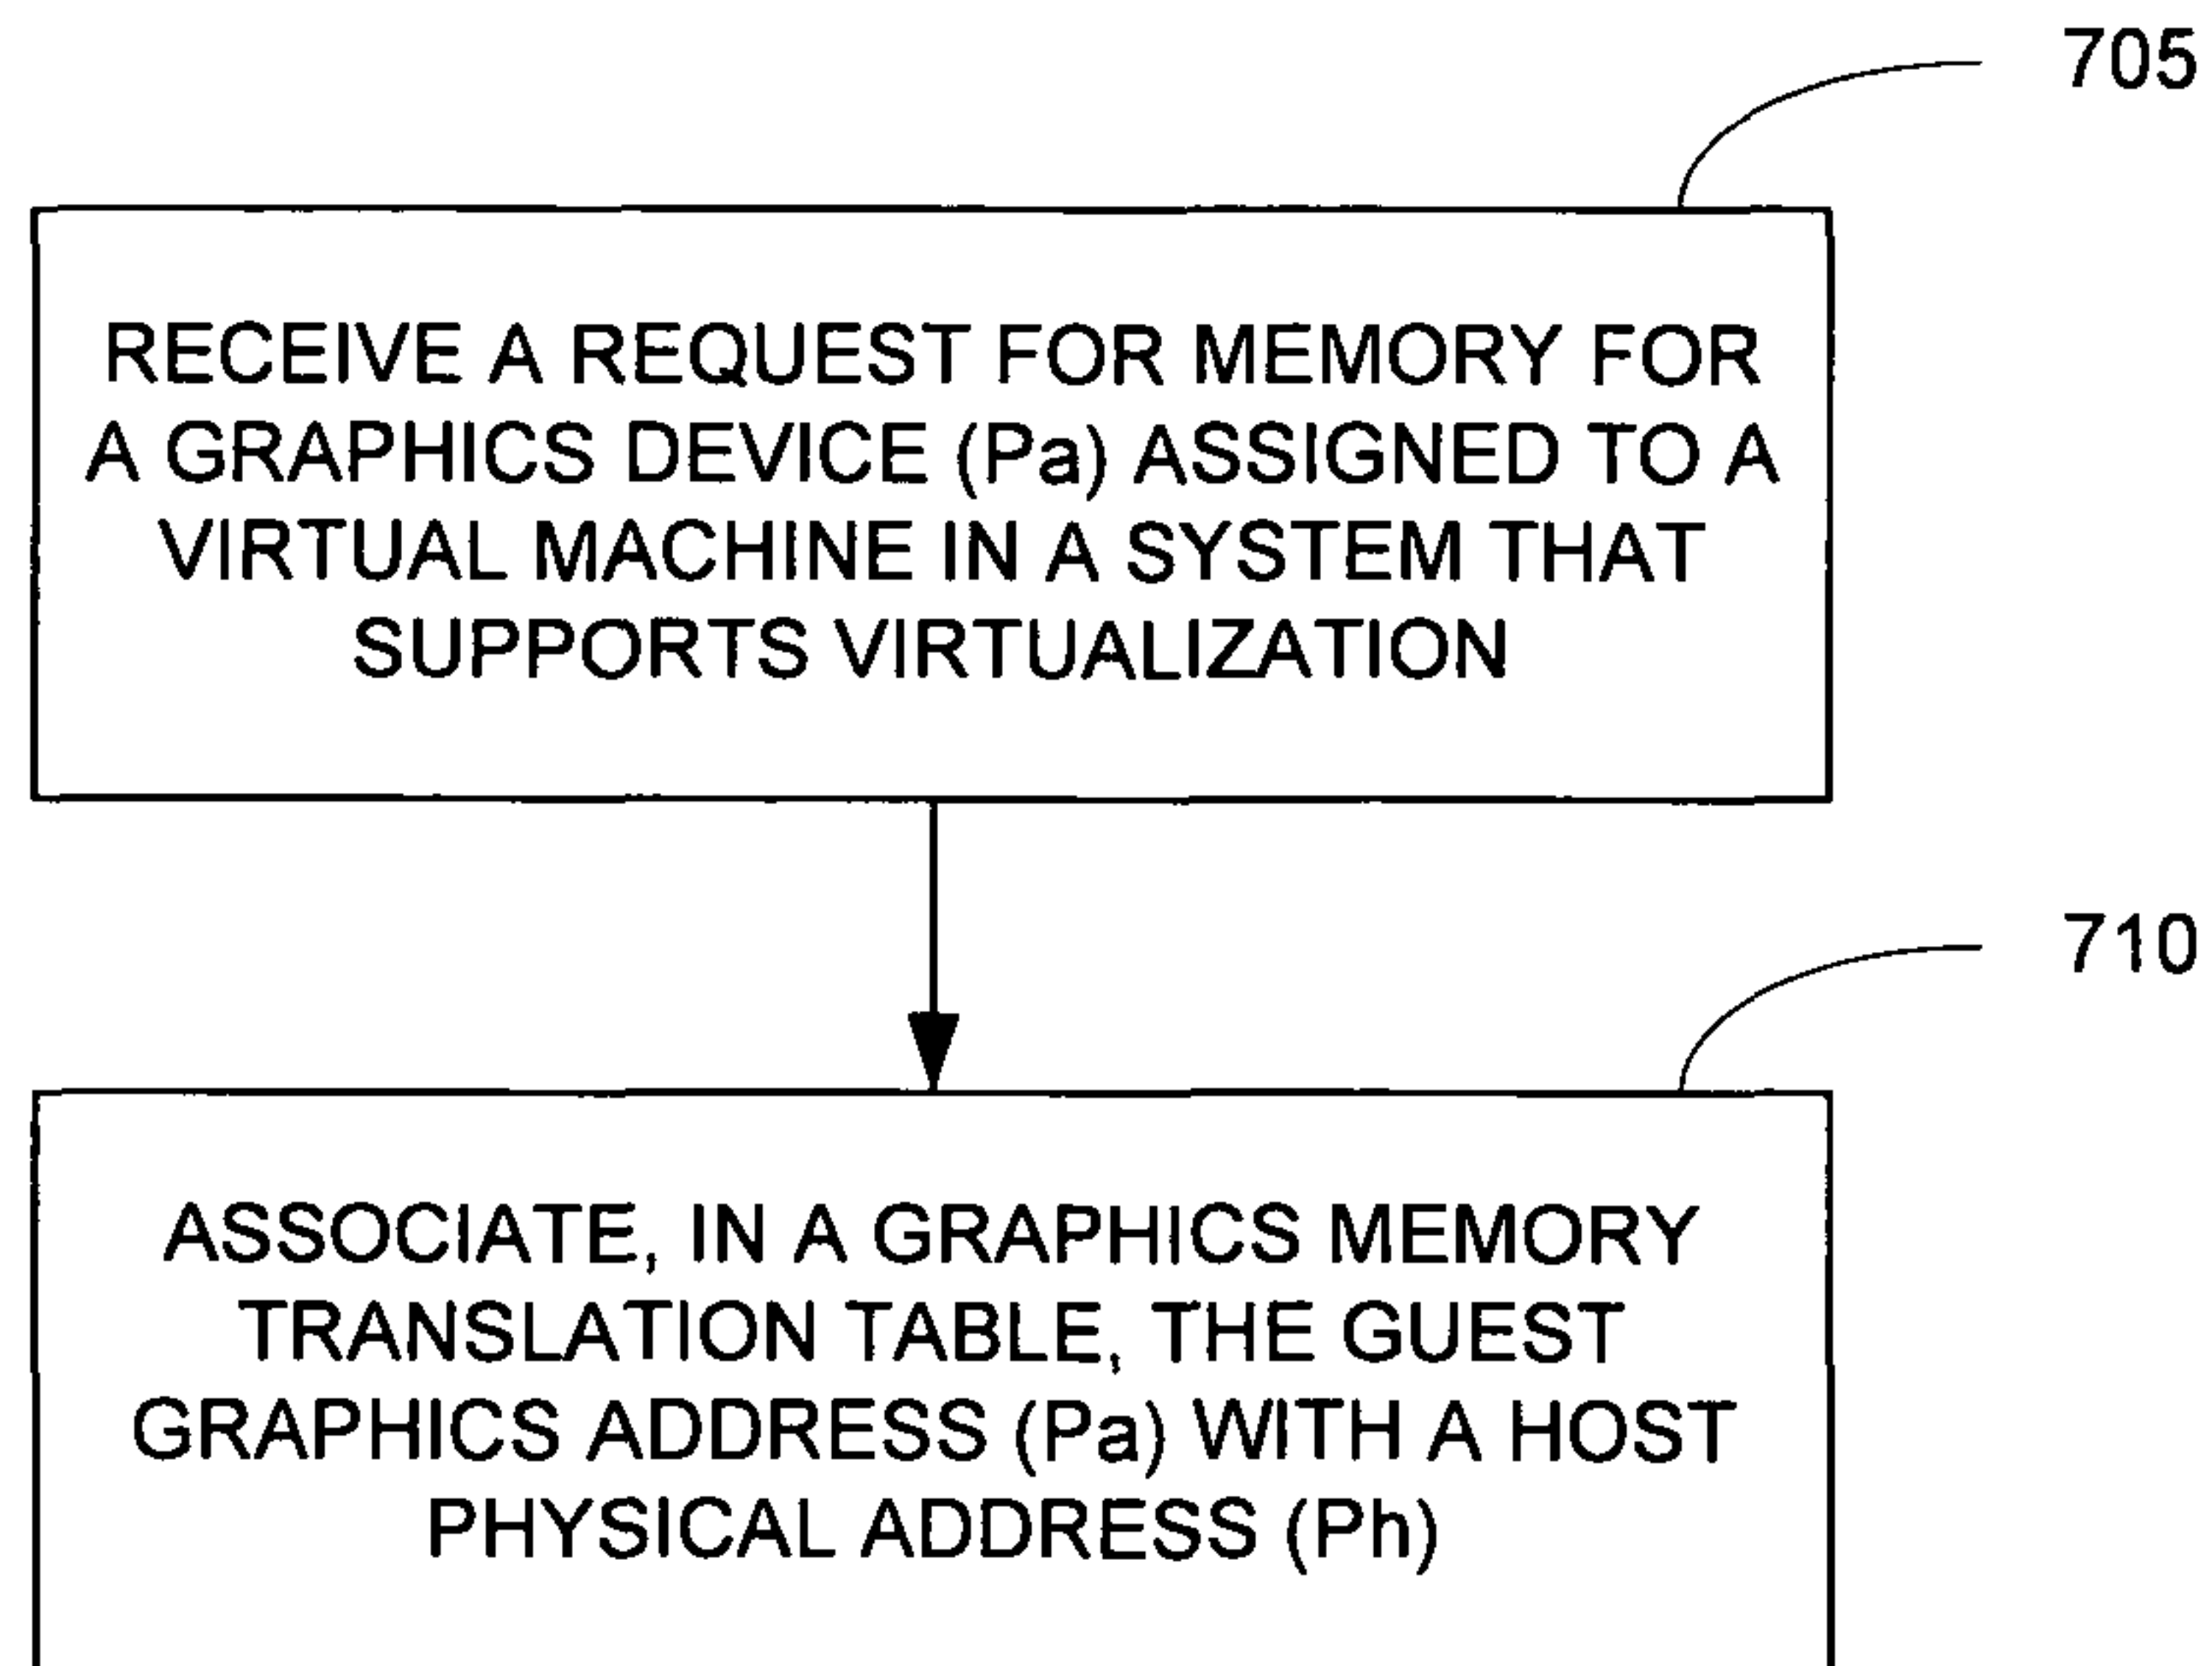 705
RECEIVE A REQUEST FOR MEMORY FOR
A GRAPHICS DEVICE (Pa) ASSIGNED TO A
VIRTUAL MACHINE IN A SYSTEM THAT
SUPPORTS VIRTUALIZATION
710
ASSOCIATE, IN A GRAPHICS MEMORY
TRANSLATION TABLE, THE GUEST
GRAPHICS ADDRESS (Pa) WITH A HOST
PHYSICAL ADDRESS (Ph)